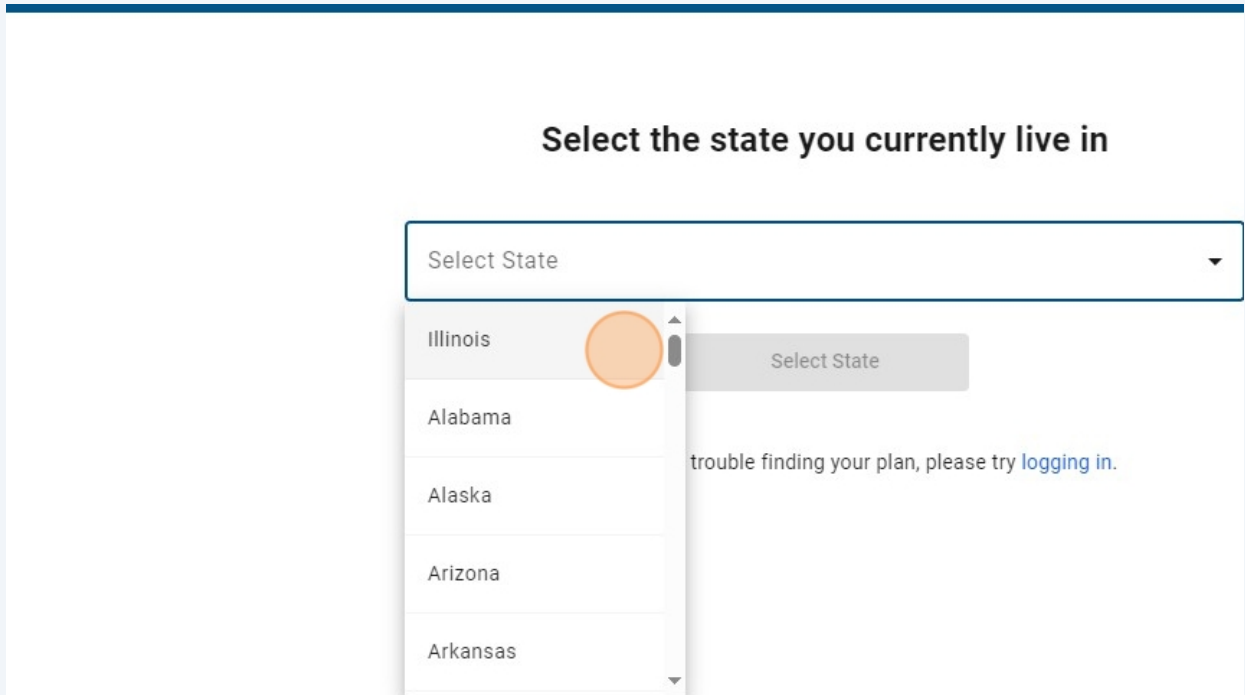 Select the state you currently live in
Select State
Illinois
Select State
Alabama
trouble finding your plan, please try logging in.
Alaska
Arizona
Arkansas